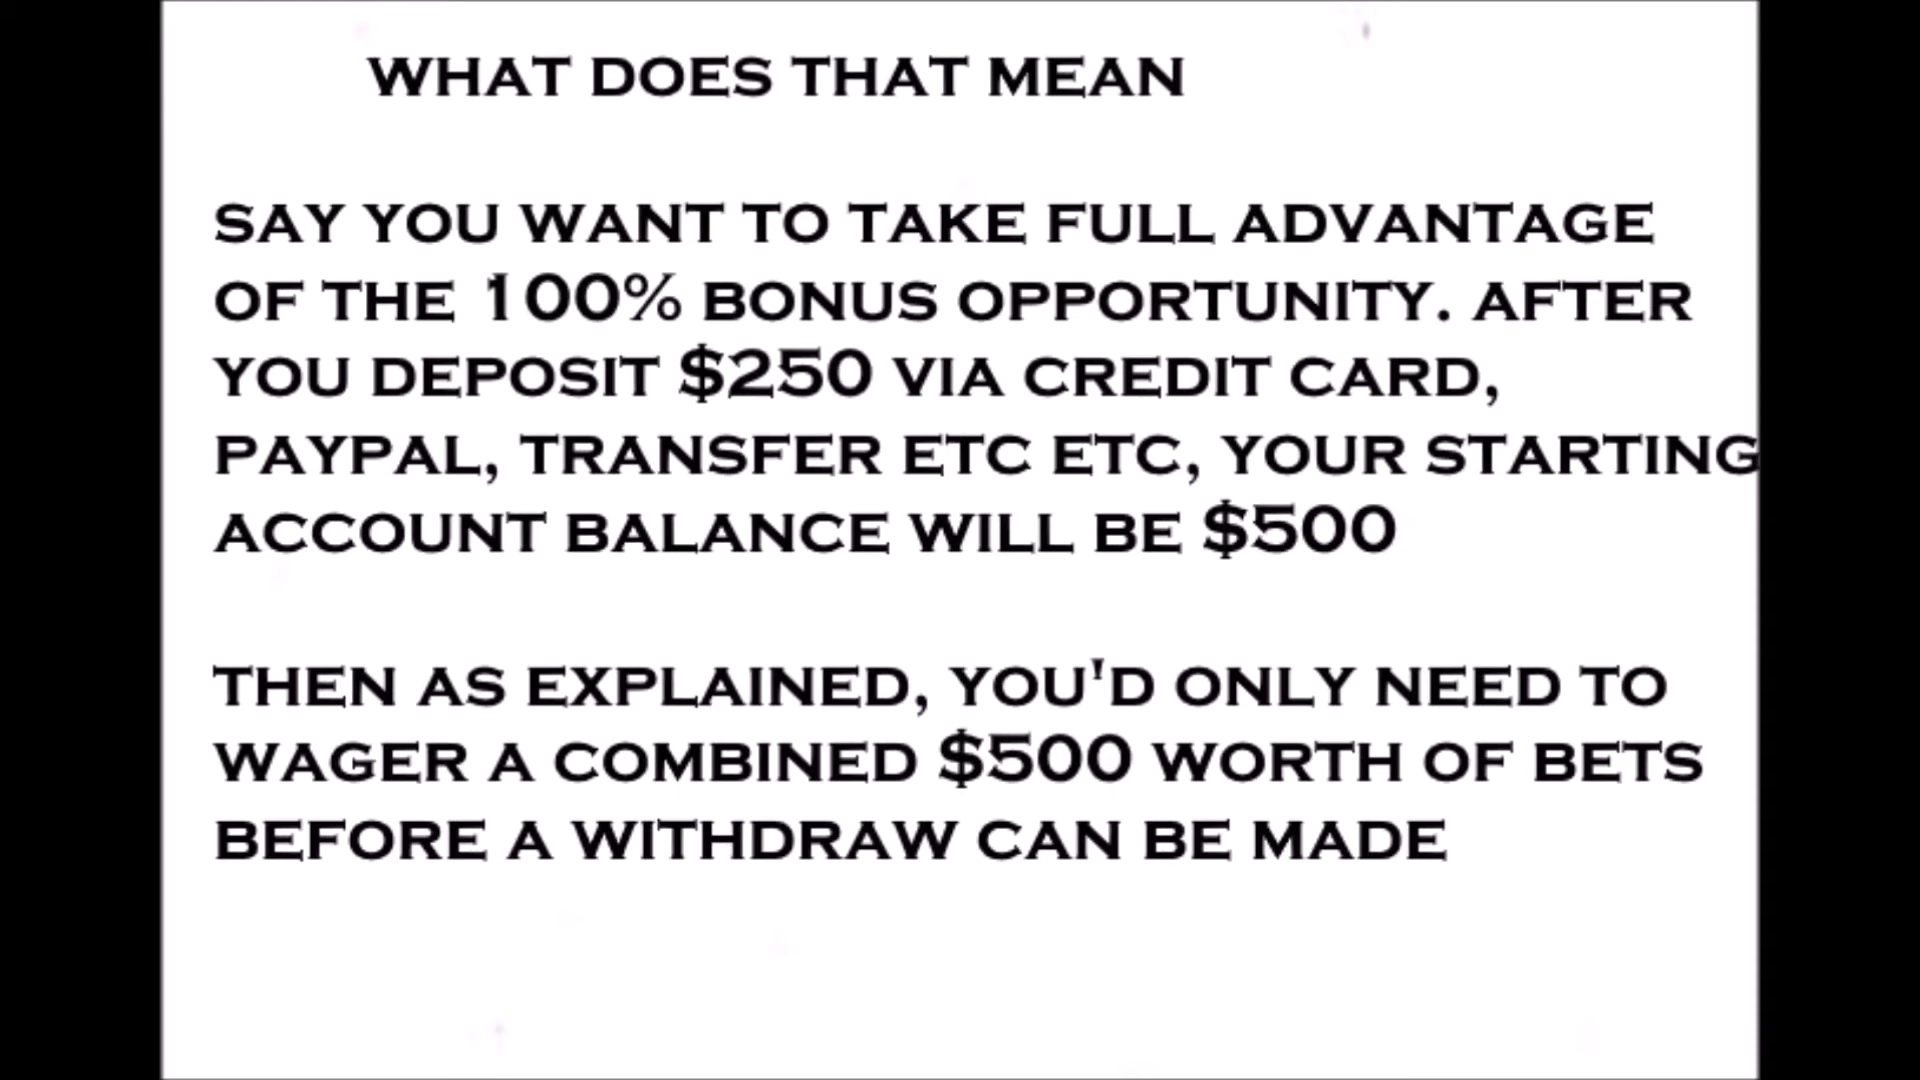 WHAT DOES THAT MEAN
SAY YOU WANT TO TAKE FULL ADVANTAGE
OF THE 100% BONUS OPPORTUNITY. AFTER
YOU DEPOSIT $250 VIA CREDIT CARD,
PAYPAL, TRANSFER ETC ETC, YOUR STARTING
ACCOUNT BALANCE WILL BE $500
THEN AS EXPLAINED, YOU'D ONLY NEED TO
WAGER A COMBINED $500 WORTH OF BETS
BEFORE A WITHDRAW CAN BE MADE